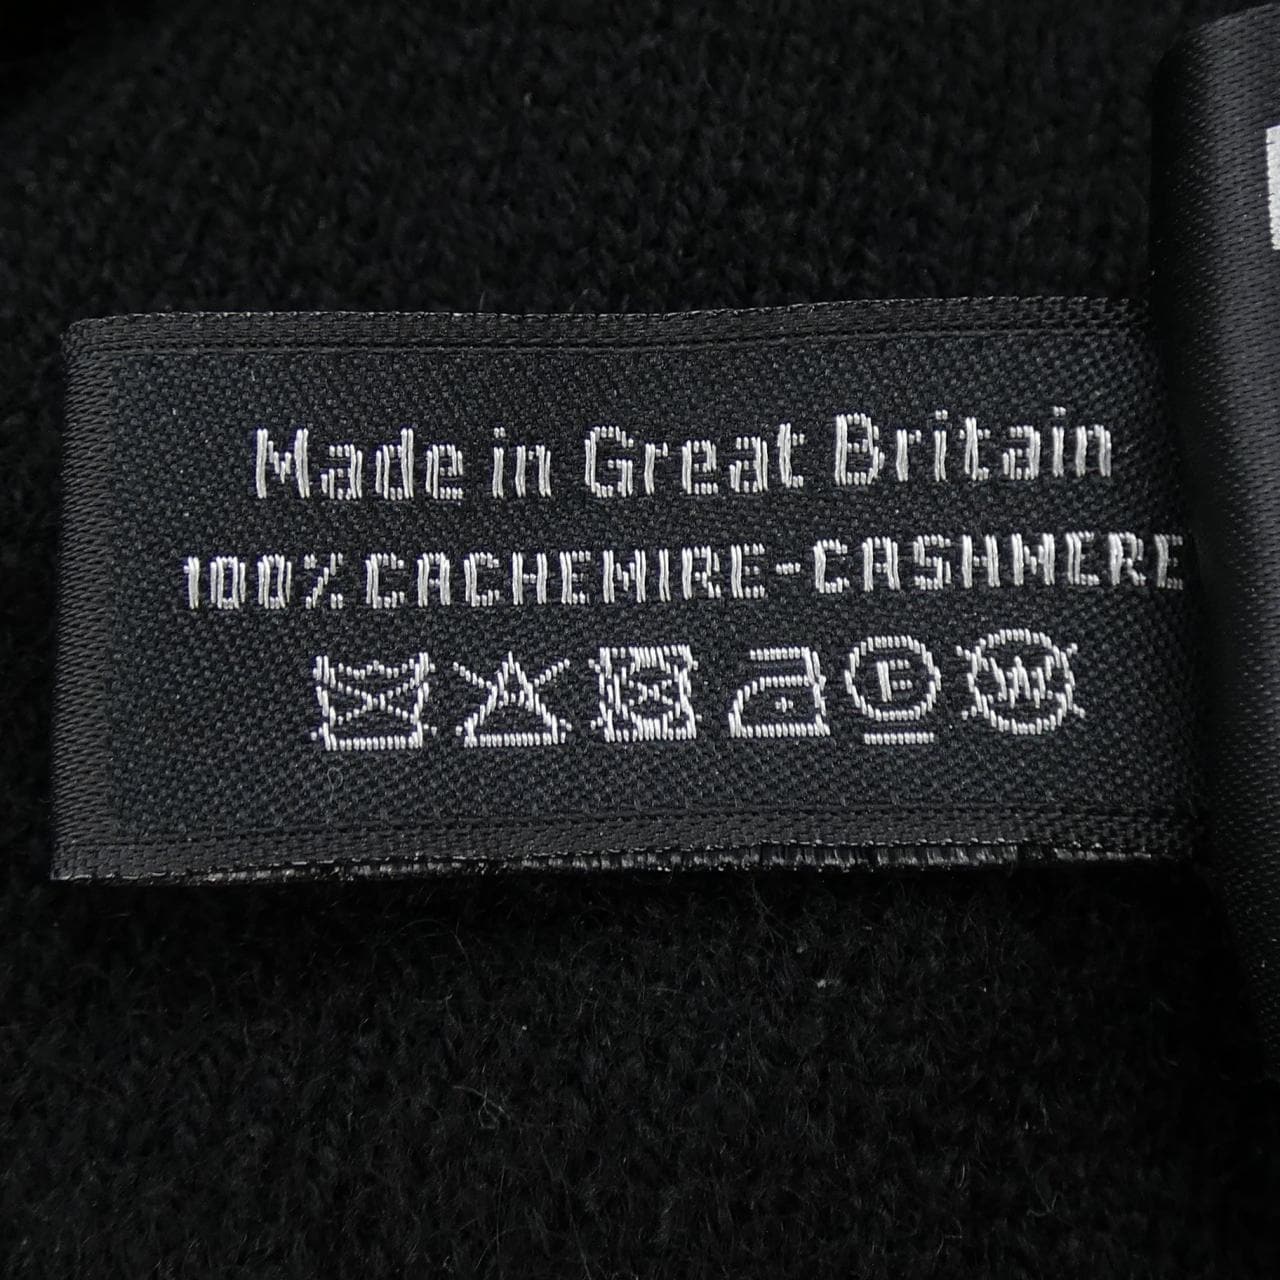 Made in Great Britain
100% CACHEMIRE-CASHMERE
F W